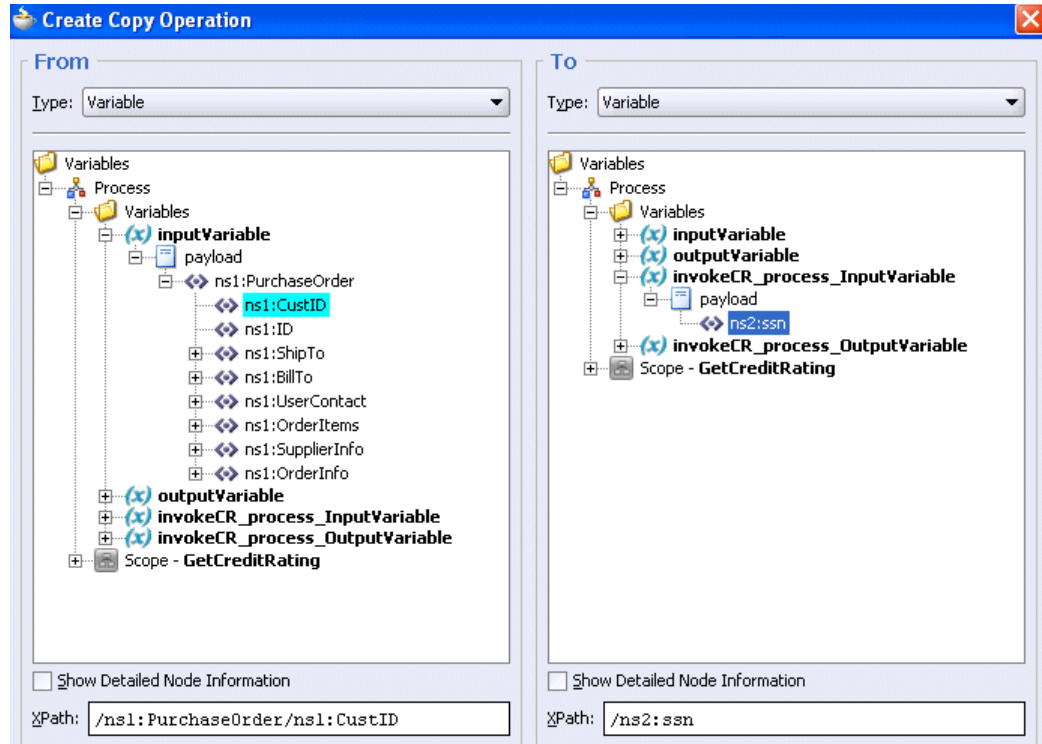 Create Copy Operation
From
Type: Variable
Variables
Process
Variables
(x) inputVariable
payload
ns1:PurchaseOrder
ns1:CustID
ns1:ID
ns1:ShipTo
ns1:BillTo
ns1:UserContact
ns1:OrderItems
ns1:SupplierInfo
ns1:OrderInfo
(x) outputVariable
(x) invokeCR_process_InputVariable
(x) invokeCR_process_OutputVariable
Scope - GetCreditRating
Show Detailed Node Information
XPath: /ns1:PurchaseOrder/ns1:CustID
To
Type: Variable
Variables
Process
Variables
(x) inputVariable
(x) outputVariable
(x) invokeCR_process_InputVariable
payload
ns2:ssn
(x) invokeCR_process_OutputVariable
Scope - GetCreditRating
Show Detailed Node Information
XPath: /ns2:ssn